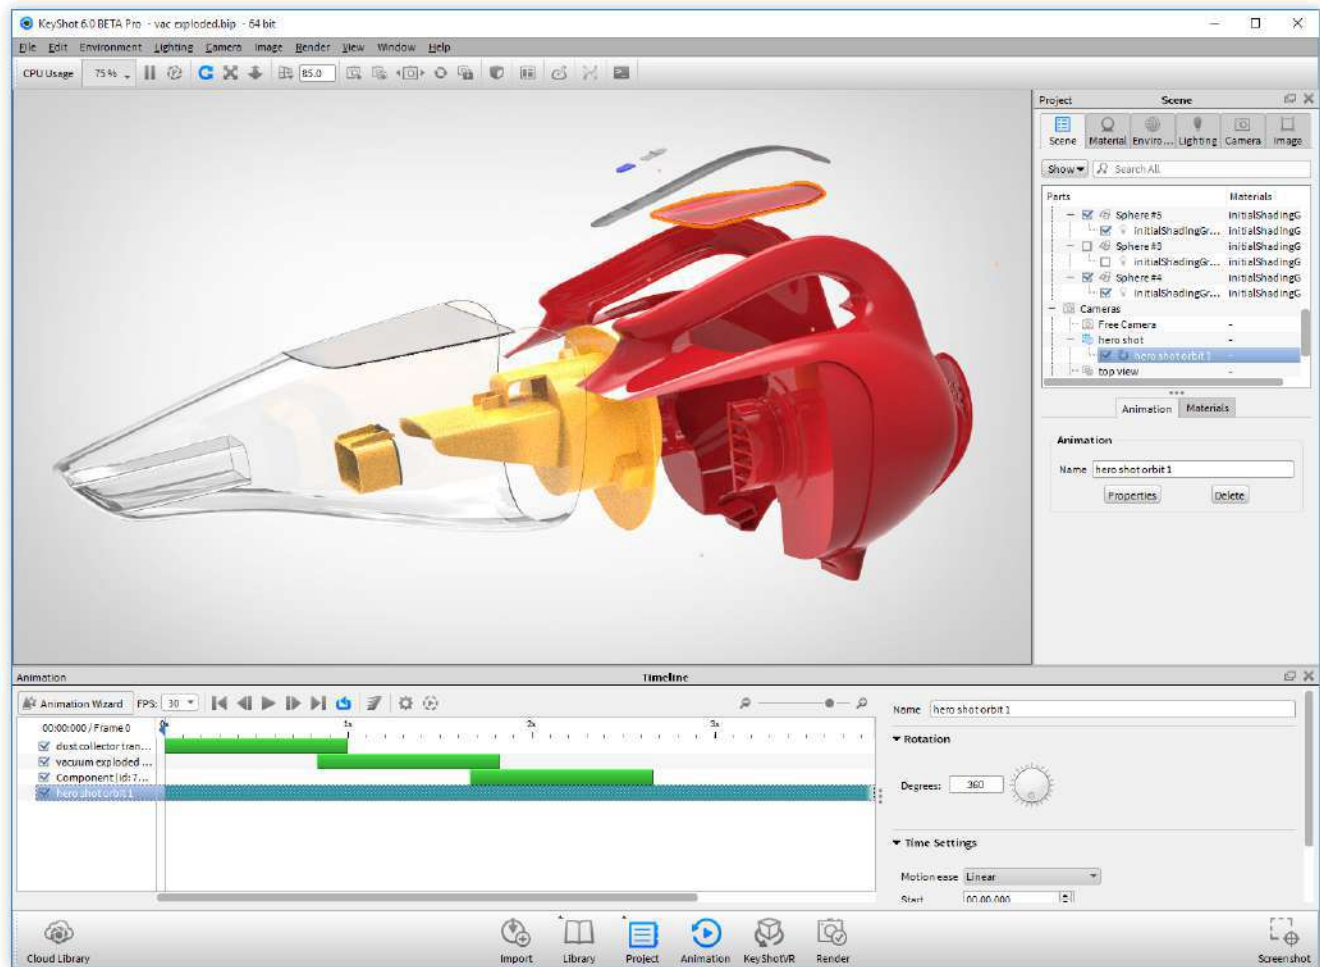 KeyShot 6.0 BETA Pro - vac exploded.bip - 64 bit
File Edit Environment Lighting Camera Image Render View Window Help
CPU Usage 75% 85.0
Project Scene
Scene Material Enviro... Lighting Camera Image
Show Search All
Parts Materials
Sphere #5 initialShadingG
initialShadingGr... initialShadingG
Sphere #3 initialShadingG
initialShadingGr... initialShadingG
Sphere #4 initialShadingG
initialShadingGr... initialShadingG
Cameras
Free Camera -
hero shot -
hero shot orbit 1 -
top view -
Animation Materials
Animation
Name hero shot orbit 1
Properties Delete
Animation Timeline
Animation Wizard FPS: 30
00:00:000 / Frame 0 0s 1s 2s 3s
dust collector tran...
vacuum exploded ...
Component |id: 7...
hero shot orbit 1
Name hero shot orbit 1
Rotation
Degrees: 360
Time Settings
Motion ease Linear
Start 00:00:000
Cloud Library Import Library Project Animation KeyShotVR Render Screenshot